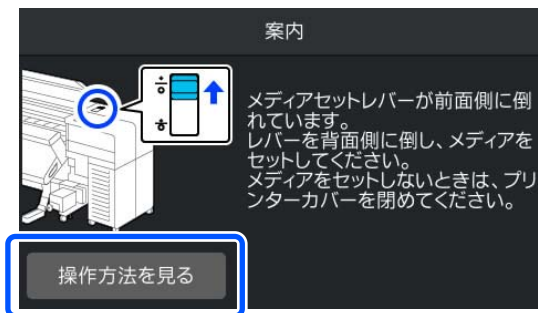 案内
メディアセットレバーが前面側に倒
れています。
レバーを背面側に倒し、メディアを
セットしてください。
メディアをセットしないときは、プリ
ンターカバーを閉めてください。
操作方法を見る